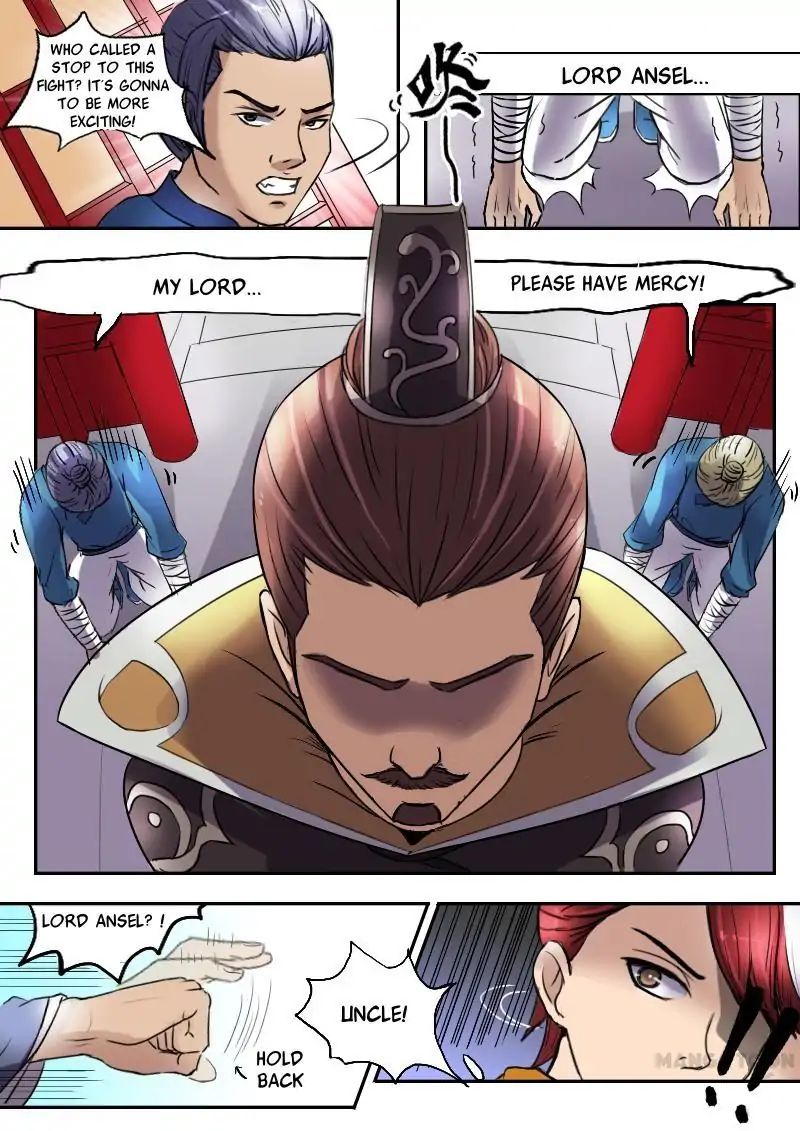 WHO CALLED A
STOP TO THIS
FIGHT? IT'S GONNA
TO BE MORE
EXCITING!
LORD ANSEL...
MY LORD...
PLEASE HAVE MERCY!
LORD ANSEL?!
HOLD
BACK
UNCLE!
!!